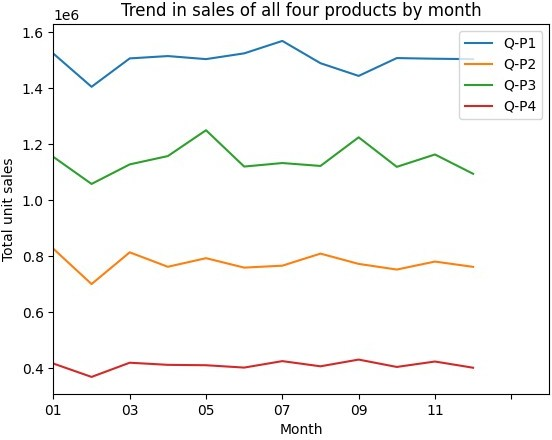 Trend in sales of all four products by month
1e6
1.6
1.4
1.2
1.0
0.8
0.6
0.4
Total unit sales
Q-P1
Q-P2
Q-P3
Q-P4
01 03 05 07 09 11
Month